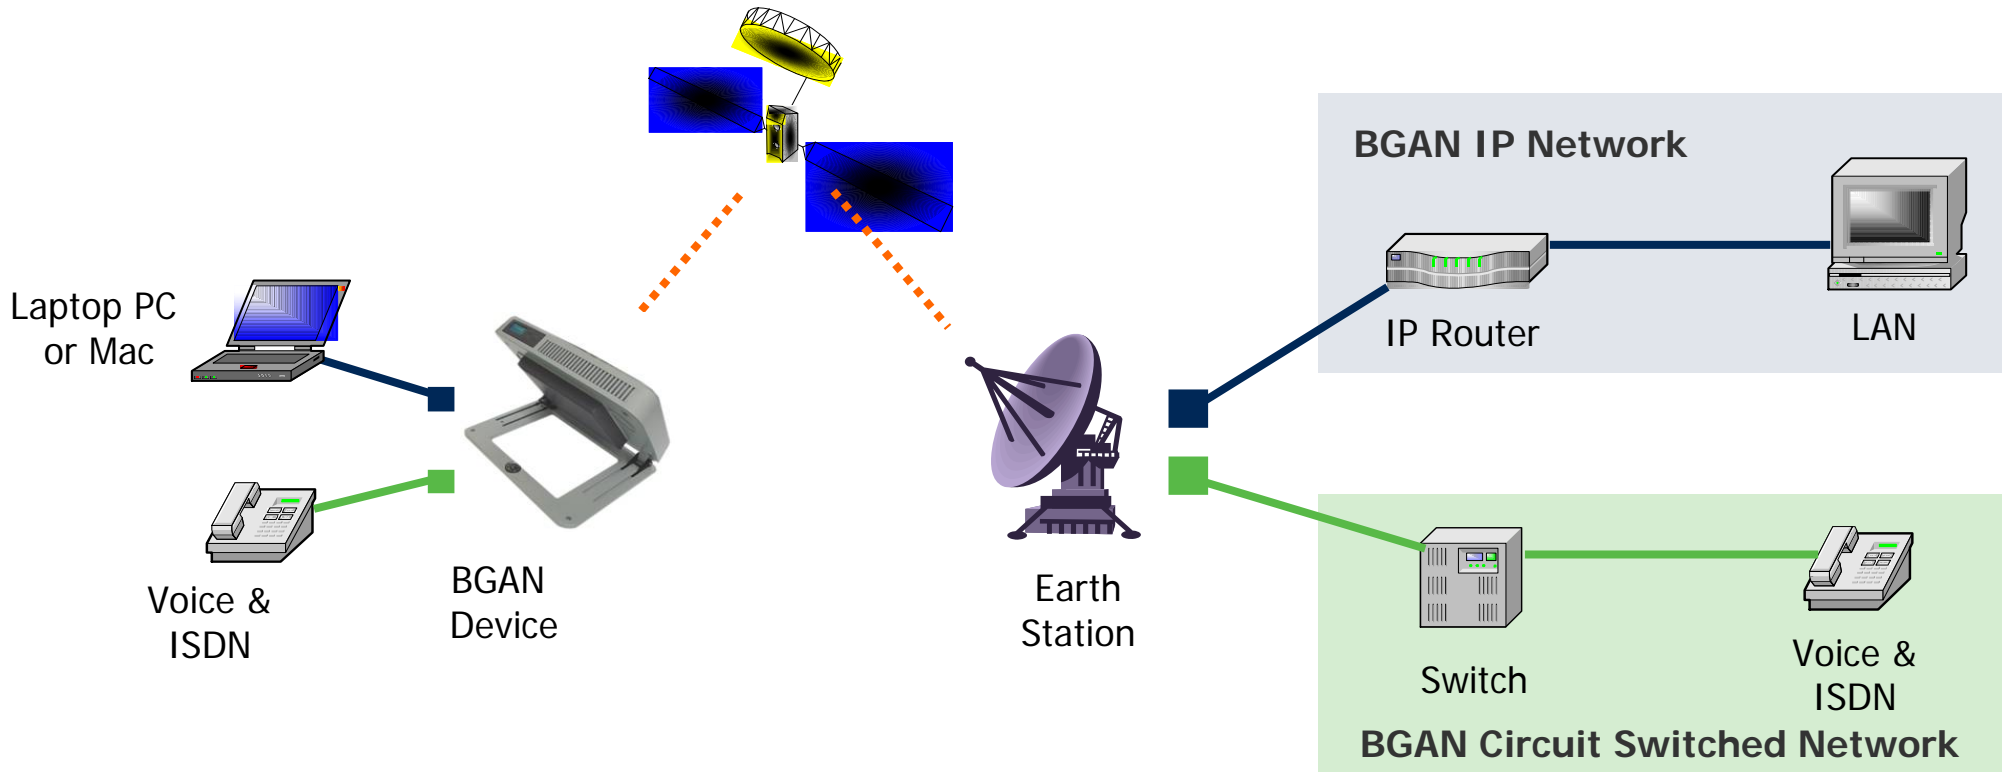 Laptop PC
or Mac
Voice &
ISDN
BGAN
Device
Earth
Station
BGAN IP Network
IP Router
LAN
Switch
Voice &
ISDN
BGAN Circuit Switched Network